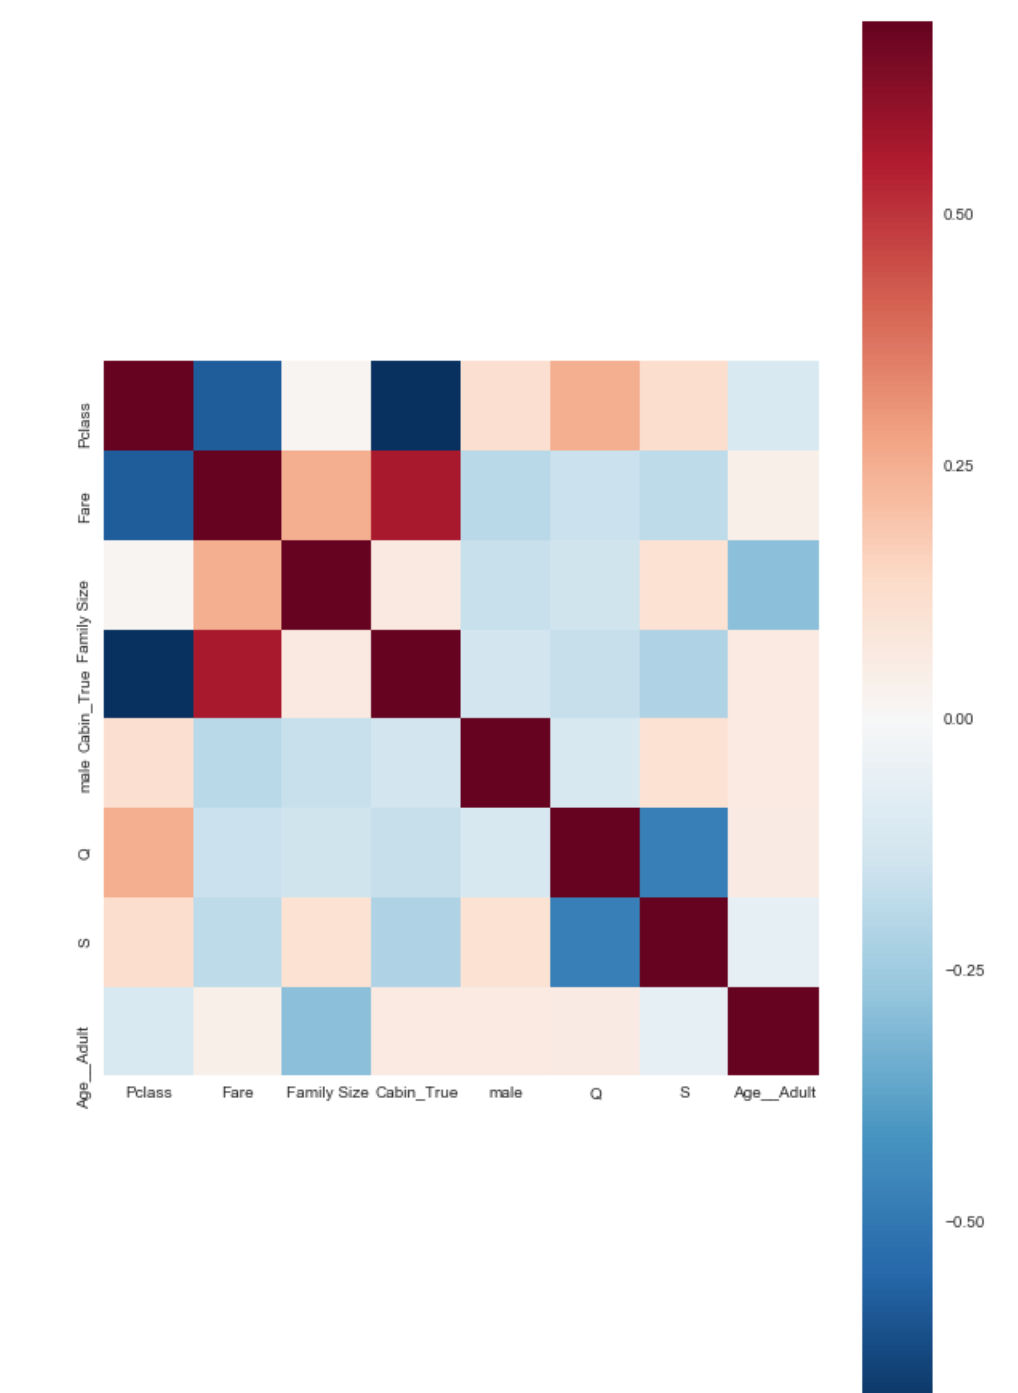 0.50
0.25
0.00
−0.25
−0.50
Pclass
Fare
Family Size
Cabin_True
male
Q
S
Age__Adult
Pclass Fare Family Size Cabin_True male Q S Age__Adult